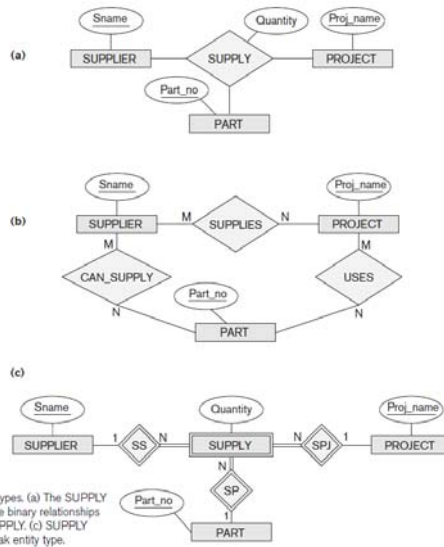 (a)
Sname
Quantity
Proj_name
SUPPLIER
SUPPLY
PROJECT
Part_no
PART
(b)
Sname
Proj_name
SUPPLIER
M
SUPPLIES
N
PROJECT
M
M
CAN_SUPPLY
USES
Part_no
N
N
PART
(c)
Sname
Quantity
Proj_name
SUPPLIER
1
SS
N
SUPPLY
N
SPJ
1
PROJECT
N
SP
Part_no
1
PART
ypes. (a) The SUPPLY
e binary relationships
PPLY. (c) SUPPLY
ak entity type.